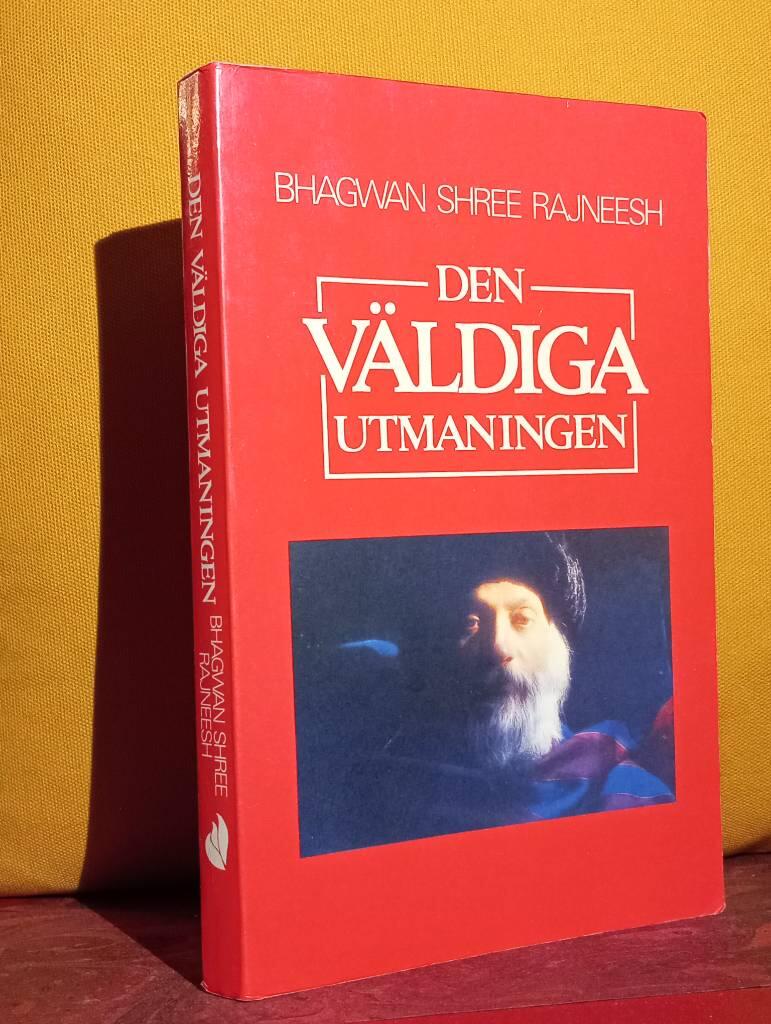 BHAGWAN SHREE RAJNEESH
DEN
VÄLDIGA
UTMANINGEN
DEN VÄLDIGA UTMANINGEN
BHAGWAN SHREE
RAJNEESH